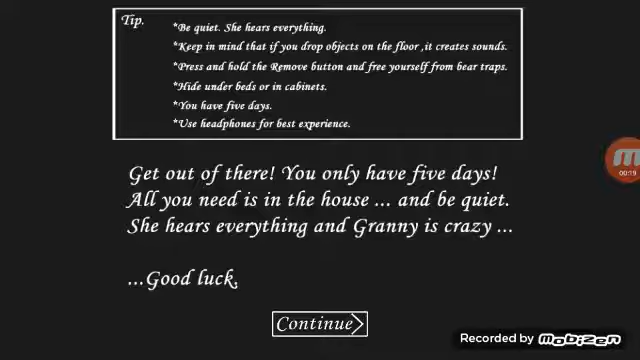 Tip.
*Be quiet. She hears everything.
*Keep in mind that if you drop objects on the floor ,it creates sounds.
*Press and hold the Remove button and free yourself from bear traps.
*Hide under beds or in cabinets.
*You have five days.
*Use headphones for best experience.
Get out of there! You only have five days!
All you need is in the house ... and be quiet.
She hears everything and Granny is crazy ...
...Good luck.
Continue
00:19
Recorded by mobizen